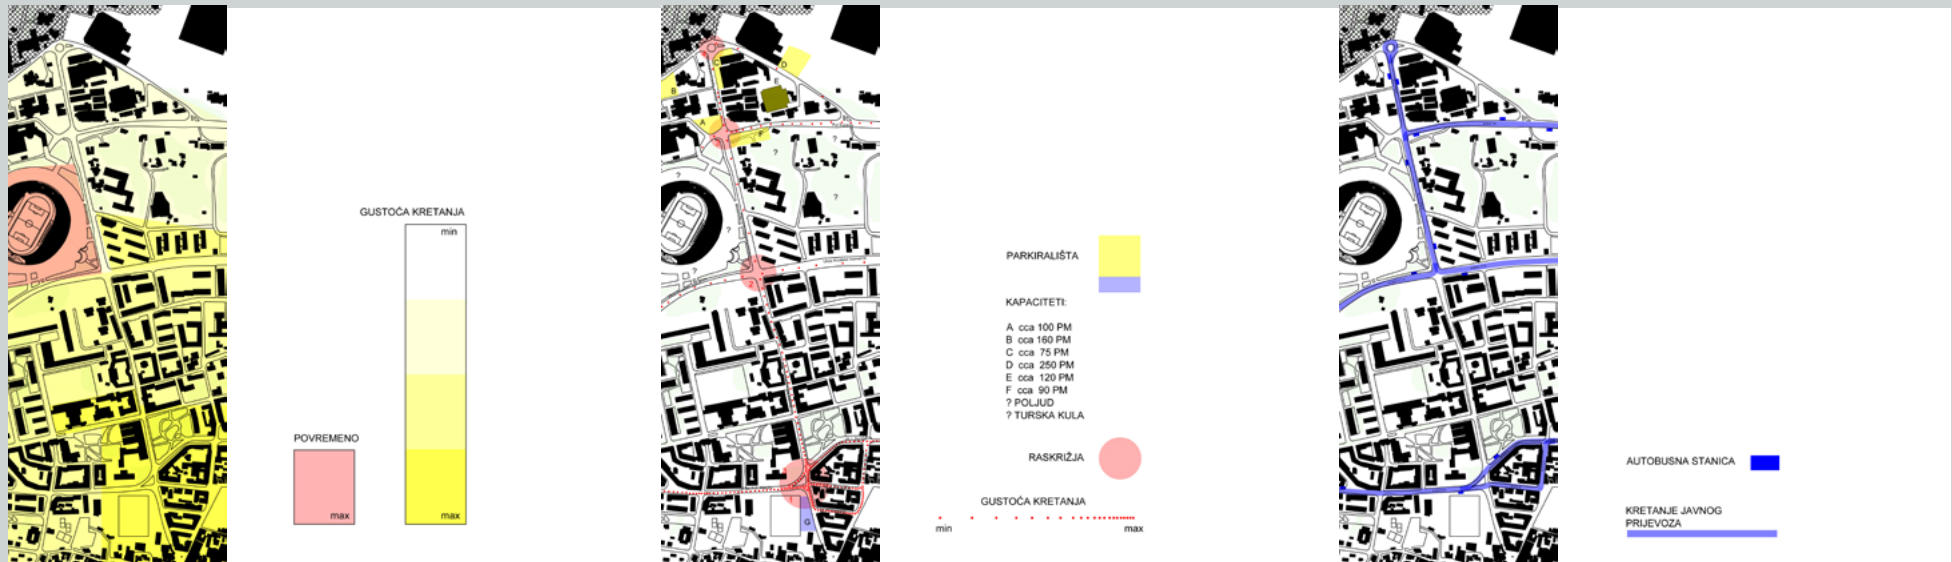 GUSTOĆA KRETANJA
min
POVREMENO
max
max
C
D
E
B
A
F
?
?
?
?
?
?
2
1
G
PARKIRALIŠTA
KAPACITETI:
A cca 100 PM
B cca 160 PM
C cca 75 PM
D cca 250 PM
E cca 120 PM
F cca 90 PM
? POLJUD
? TURSKA KULA
RASKRIŽJA
GUSTOĆA KRETANJA
min
max
AUTOBUSNA STANICA
KRETANJE JAVNOG
PRIJEVOZA